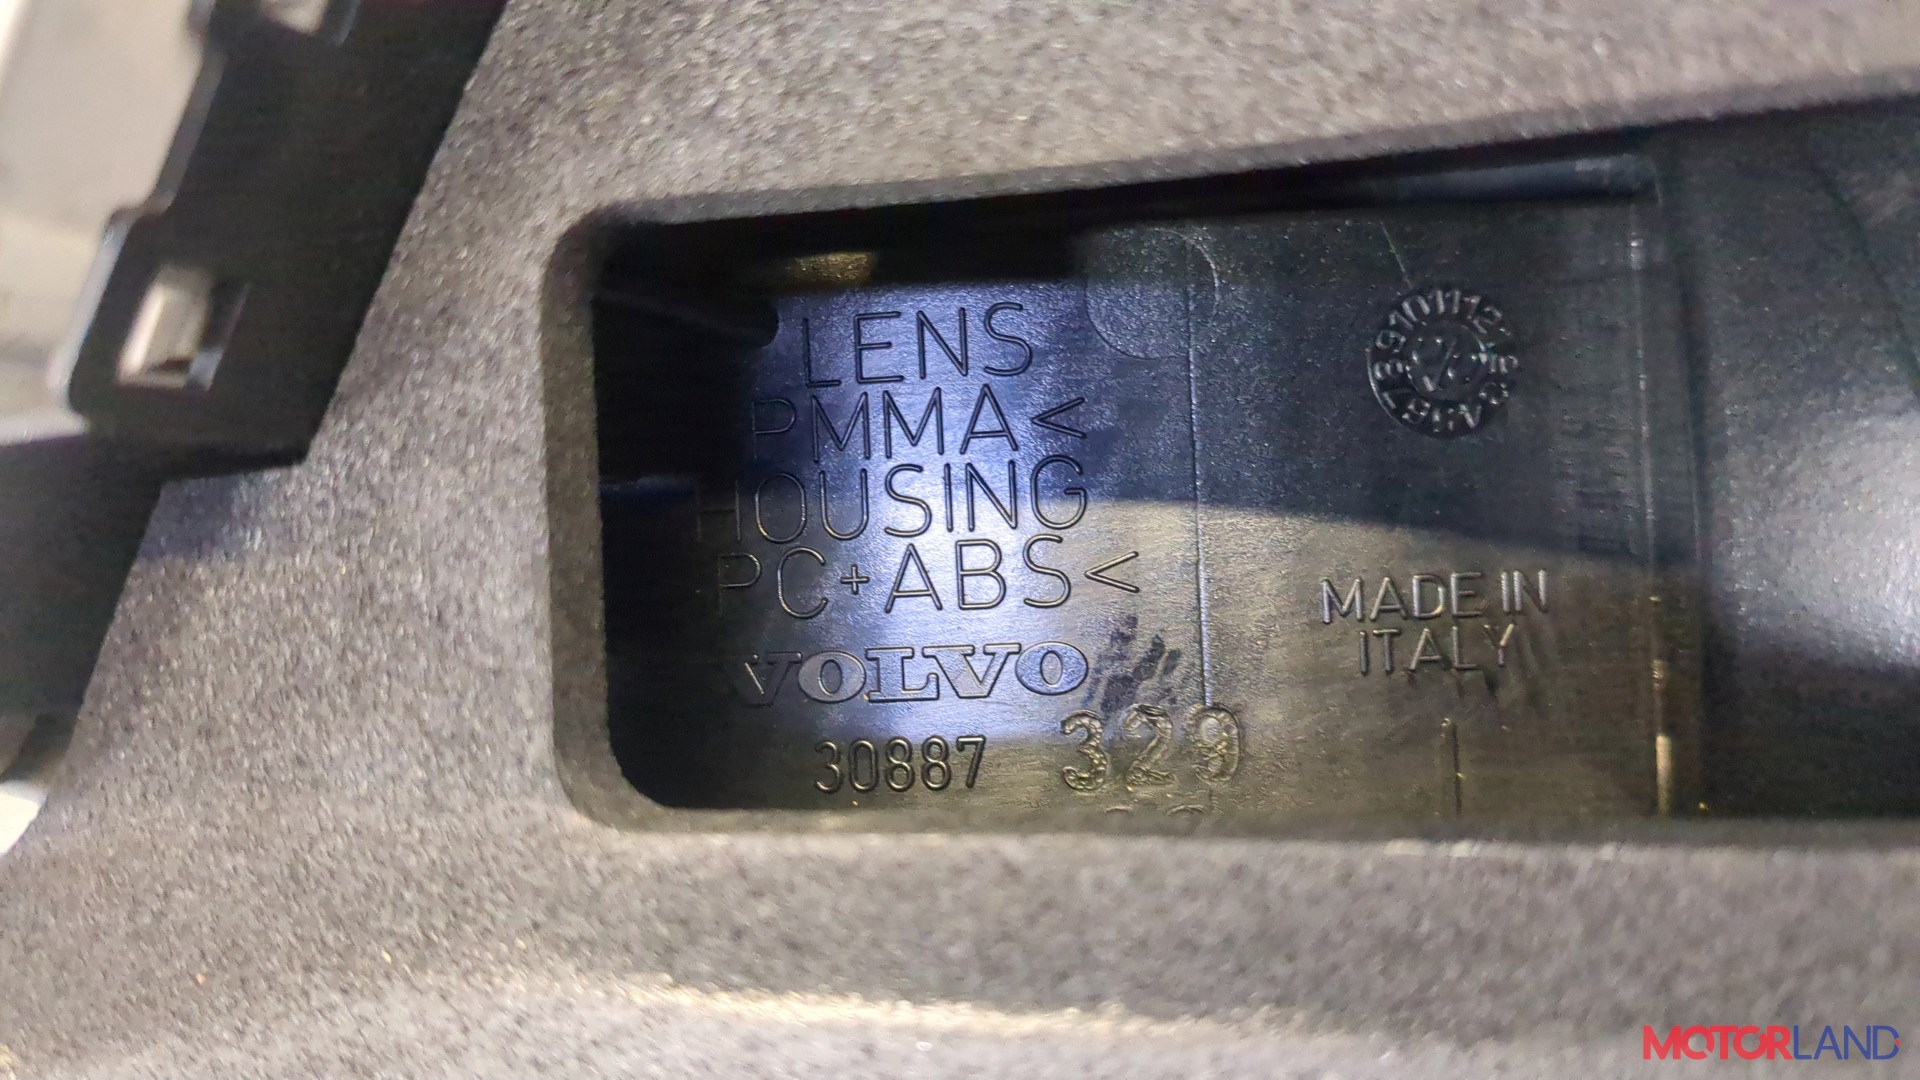 LENS
PMMA<
HOUSING
PC+ABS<
VOLVO
30887 329
MADE IN
ITALY
MOTORLAND